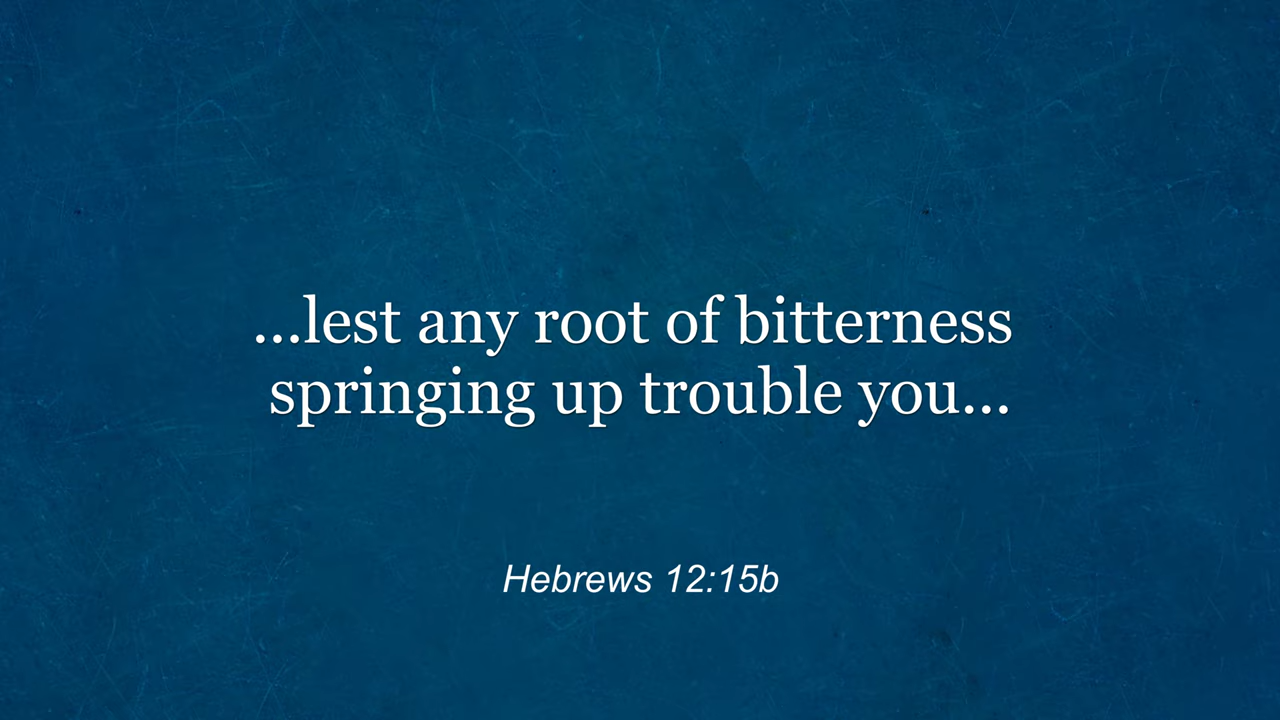 ...lest any root of bitterness
springing up trouble you...
Hebrews 12:15b